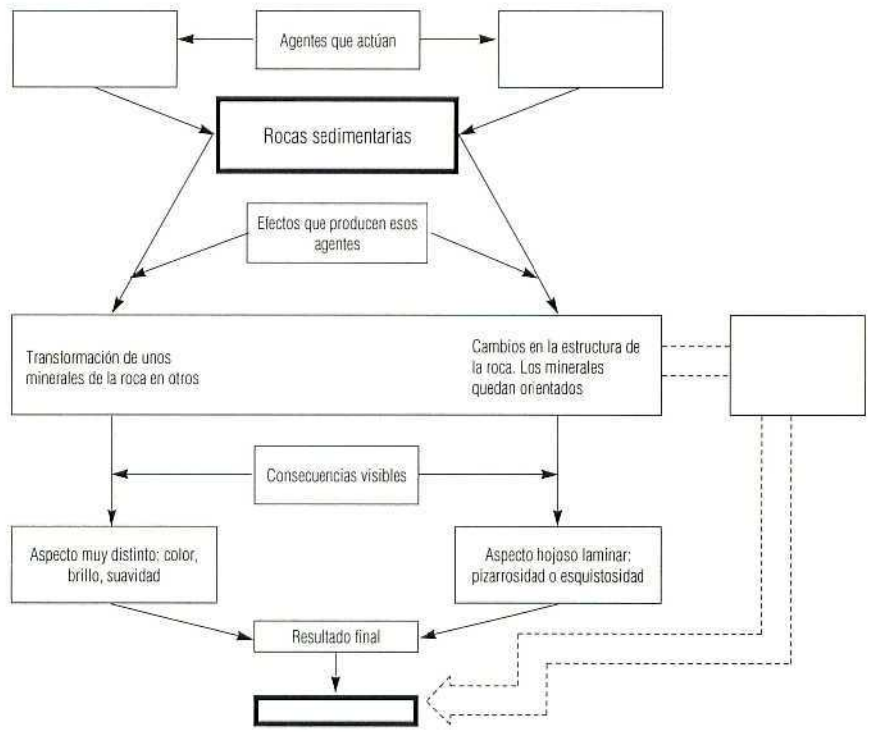 Agentes que actúan
Rocas sedimentarias
Efectos que producen esos
agentes
Transformación de unos
minerales de la roca en otros
Cambios en la estructura de
la roca. Los minerales
quedan orientados
Consecuencias visibles
Aspecto muy distinto: color,
brillo, suavidad
Aspecto hojoso laminar:
pizarrosidad o esquistosidad
Resultado final